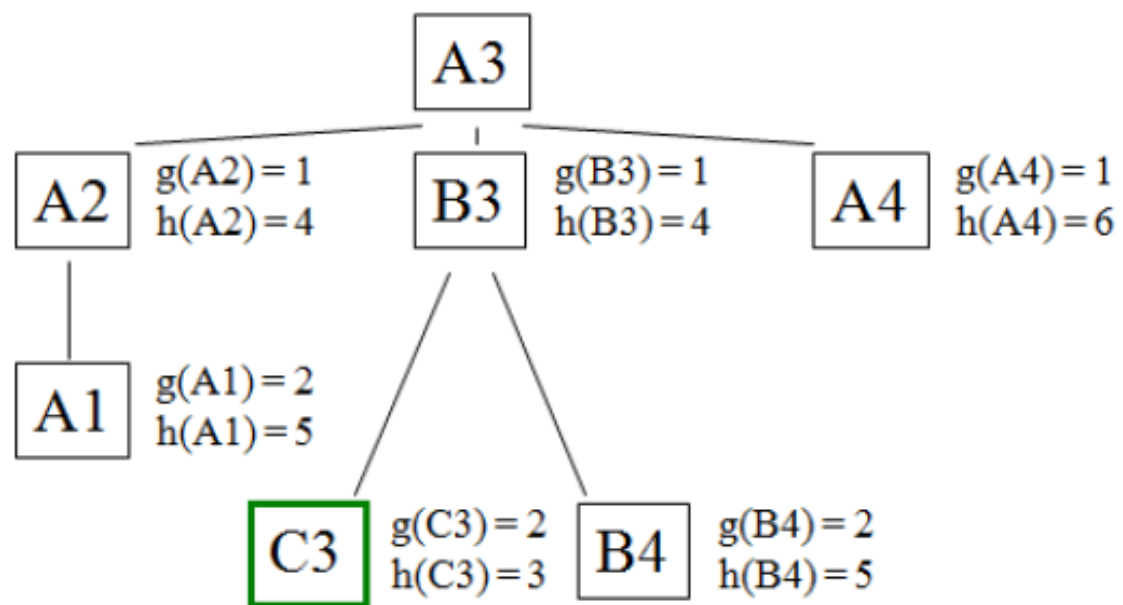 A3
A2
g(A2) = 1
h(A2) = 4
B3
g(B3) = 1
h(B3) = 4
A4
g(A4) = 1
h(A4) = 6
A1
g(A1) = 2
h(A1) = 5
C3
g(C3) = 2
h(C3) = 3
B4
g(B4) = 2
h(B4) = 5